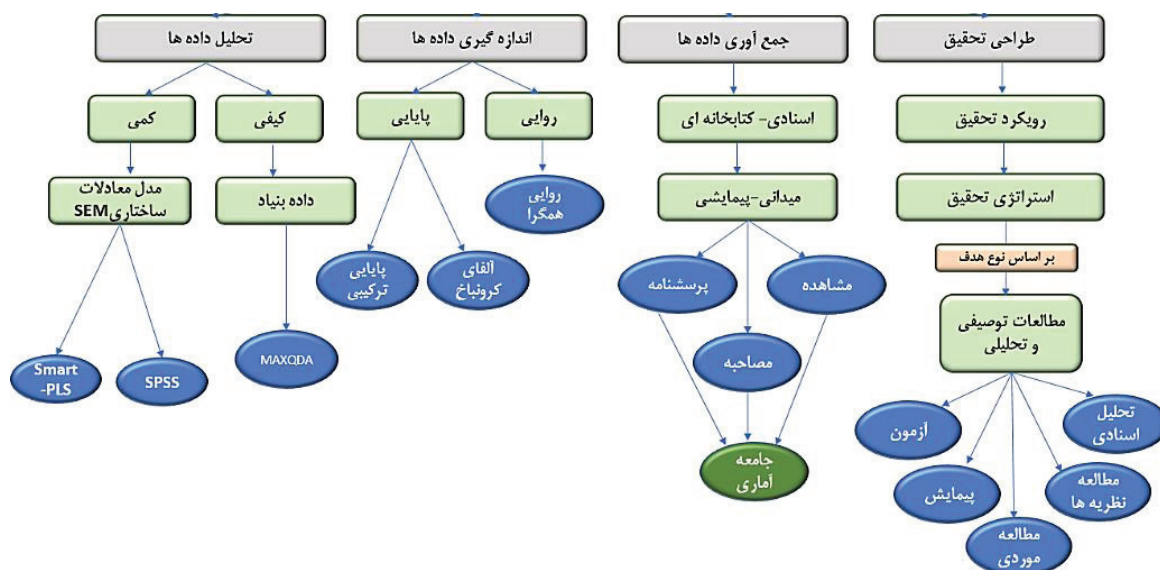 طراحی تحقیق
جمع آوری داده ها
اندازه گیری داده ها
تحلیل داده ها
رویکرد تحقیق
اسنادی- کتابخانه ای
روایی
پایایی
کیفی
کمی
استراتژی تحقیق
میدانی-پیمایشی
روایی
همگرا
داده بنیاد
مدل معادلات
ساختاری SEM
بر اساس نوع هدف
مشاهده
پرسشنامه
آلفای
کرونباخ
پایایی
ترکیبی
مطالعات توصیفی
و تحلیلی
مصاحبه
MAXQDA
SPSS
Smart
-PLS
تحلیل
اسنادی
آزمون
جامعه
آماری
مطالعه
نظریه ها
پیمایش
مطالعه
موردی